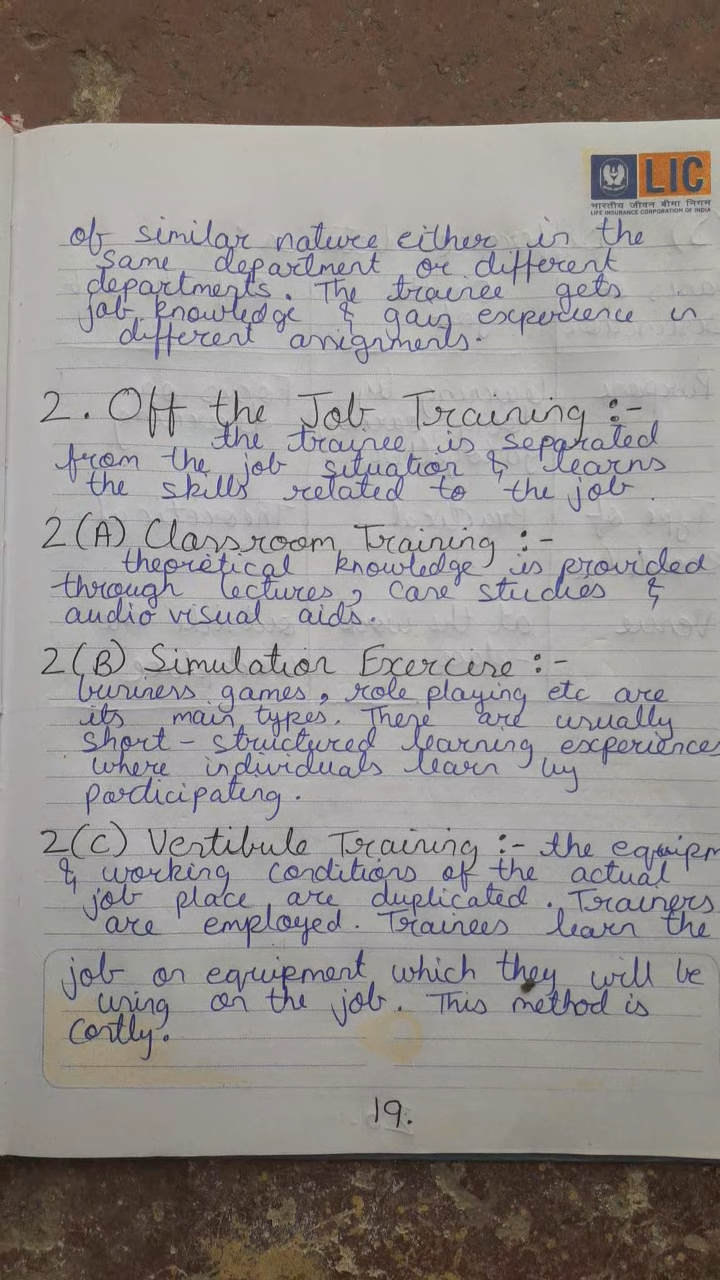 LIC
भारतीय जीवन बीमा निगम
LIFE INSURANCE CORPORATION OF INDIA
of similar nature either in the
same department or different
departments. The trainee gets
job knowledge & gain experience in
different assignments.
2. Off the Job Training :-
the trainee is separated
from the job situation & learns
the skills related to the job.
2(A) Classroom Training :-
theoretical knowledge is provided
through lectures, case studies &
audio visual aids.
2(B) Simulation Exercise :-
business games, role playing etc are
its main types. These are usually
short-structured learning experiences
where individuals learn by
participating.
2(C) Vestibule Training :- the equipm
& working conditions of the actual
job place are duplicated. Trainers
are employed. Trainees learn the
job on equipment which they will be
using on the job. This method is
costly.
19.